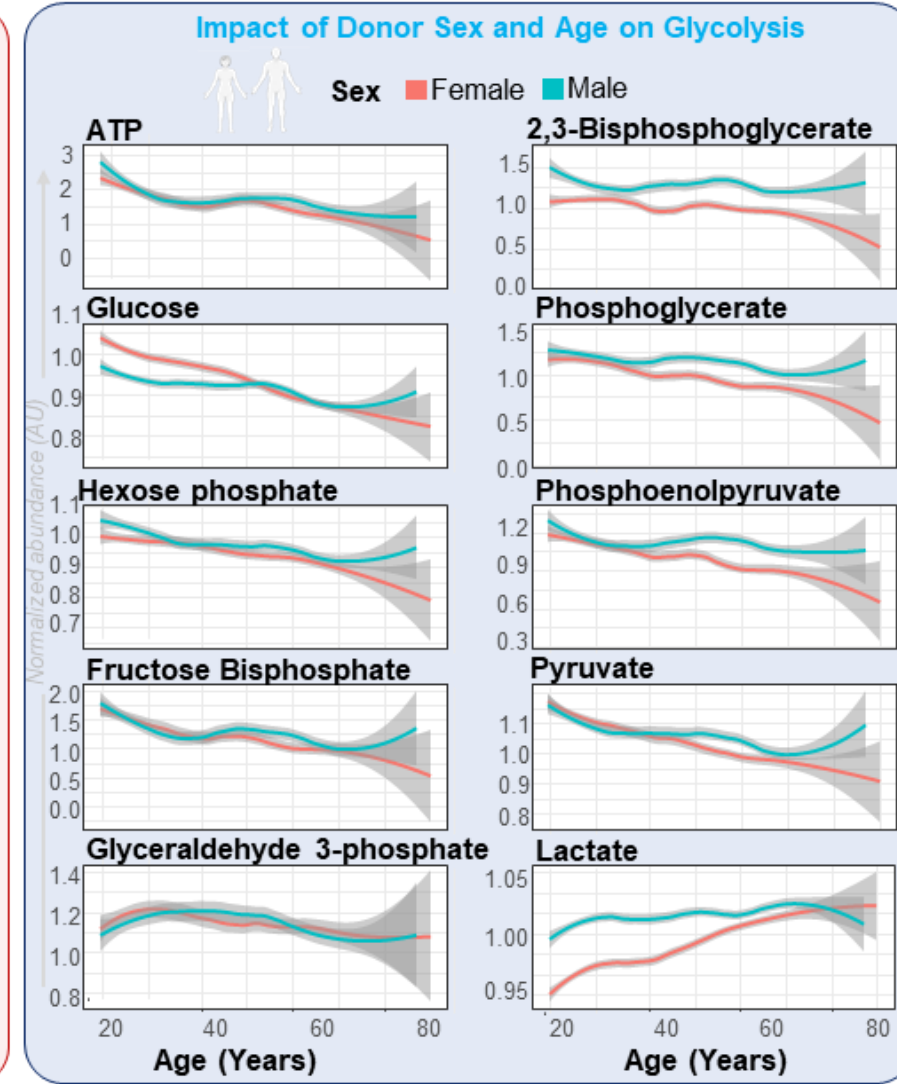 Impact of Donor Sex and Age on Glycolysis
Sex Female Male
Normalized abundance (AU)
ATP
3
2
1
0
Glucose
1.1
1.0
0.9
0.8
Hexose phosphate
1.1
1.0
0.9
0.8
0.7
Fructose Bisphosphate
2.0
1.5
1.0
0.5
0.0
Glyceraldehyde 3-phosphate
1.4
1.2
1.0
0.8
20 40 60 80
Age (Years)
2,3-Bisphosphoglycerate
1.5
1.0
0.5
0.0
Phosphoglycerate
1.5
1.0
0.5
0.0
Phosphoenolpyruvate
1.2
0.9
0.6
0.3
Pyruvate
1.1
1.0
0.9
0.8
Lactate
1.05
1.00
0.95
20 40 60 80
Age (Years)